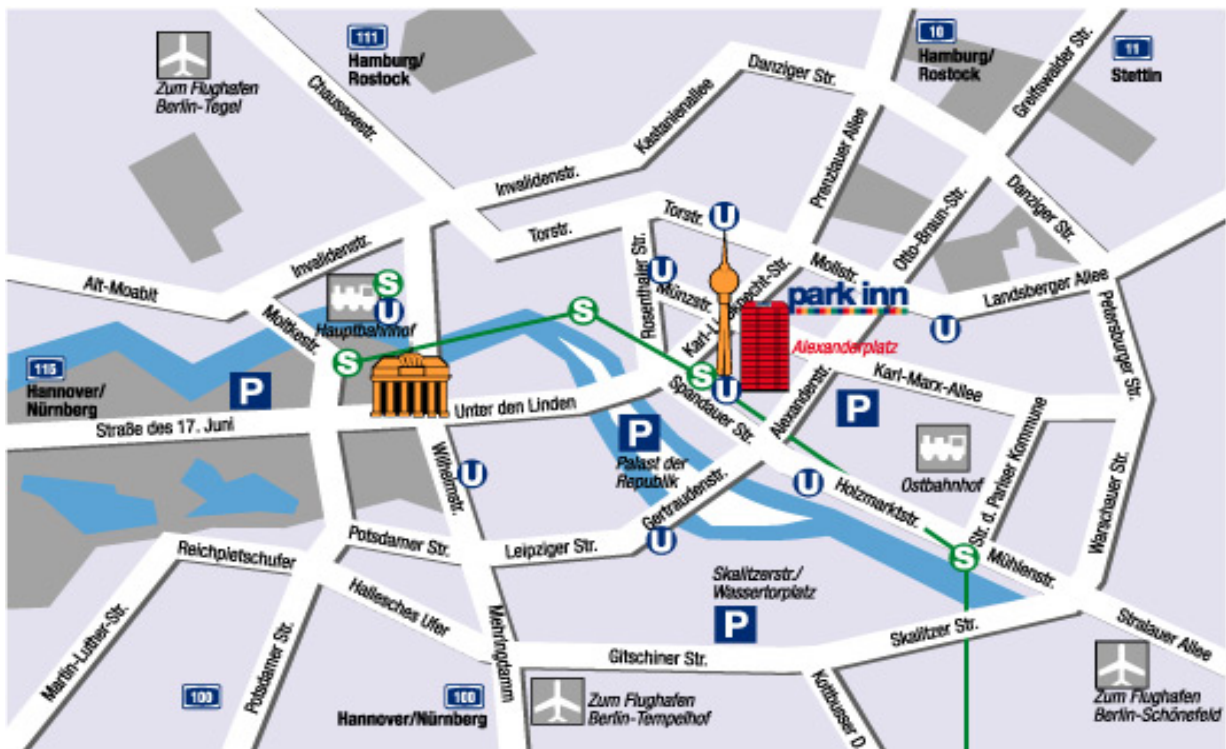 111
Hamburg/
Rostock
10
Hamburg/
Rostock
11
Stettin
Zum Flughafen
Berlin-Tegel
Chausseestr.
Kastanienallee
Danziger Str.
Greifswalder Str.
Prenzlauer Allee
Invalidenstr.
Danziger Str.
Torstr.
Torstr.
U
Otto-Braun-Str.
Invalidenstr.
Rosenthaler Str.
U
Mollstr.
Landsberger Allee
Alt-Moabit
S
U
Hauptbahnhof
Münzstr.
park inn
Petersburger Str.
Moltkestr.
S
S
Alexanderplatz
U
115
Hannover/
Nürnberg
P
S
U
Karl-Marx-Allee
P
Unter den Linden
Spandauer Str.
Alexanderstr.
Straße des 17. Juni
P
Palast der
Republik
Wilhelmstr.
U
U
Ostbahnhof
Str. d. Pariser Kommune
Warschauer Str.
Gertraudenstr.
Holzmarktstr.
Potsdamer Str.
Leipziger Str.
U
S
Mühlenstr.
Reichpietschufer
Hallesches Ufer
Skalitzerstr./
Wassertorplatz
P
Skalitzer Str.
Stralauer Allee
Martin-Luther-Str.
Potsdamer Str.
Mehringdamm
Gitschiner Str.
Kottbusser D
100
100
Hannover/Nürnberg
Zum Flughafen
Berlin-Tempelhof
Zum Flughafen
Berlin-Schönefeld